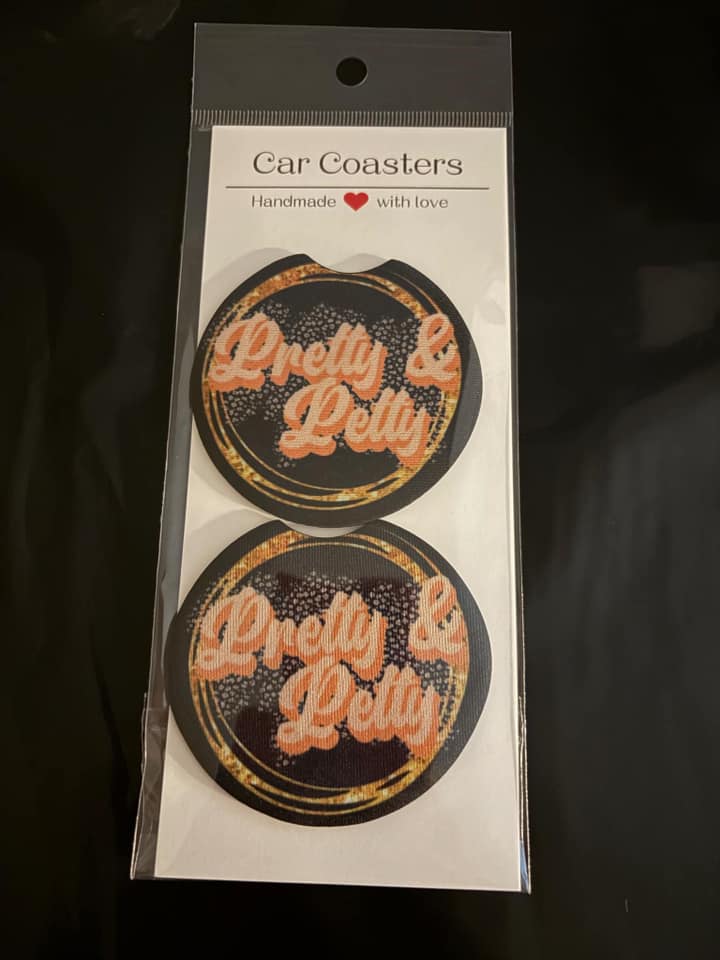 Car Coasters
Handmade ❤ with love
Pretty &
Petty
Pretty &
Petty